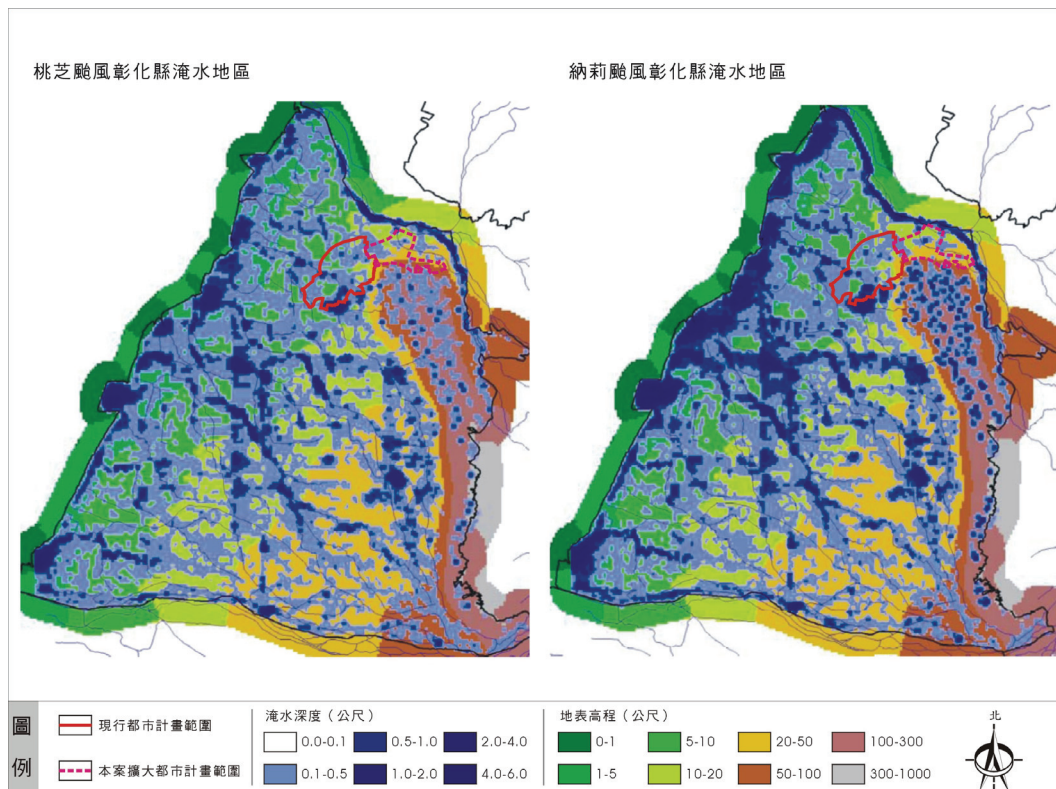 桃芝颱風彰化縣淹水地區
納莉颱風彰化縣淹水地區
圖例
現行都市計畫範圍
本案擴大都市計畫範圍
淹水深度（公尺）
0.0-0.1
0.5-1.0
2.0-4.0
0.1-0.5
1.0-2.0
4.0-6.0
地表高程（公尺）
0-1
5-10
20-50
100-300
1-5
10-20
50-100
300-1000
北